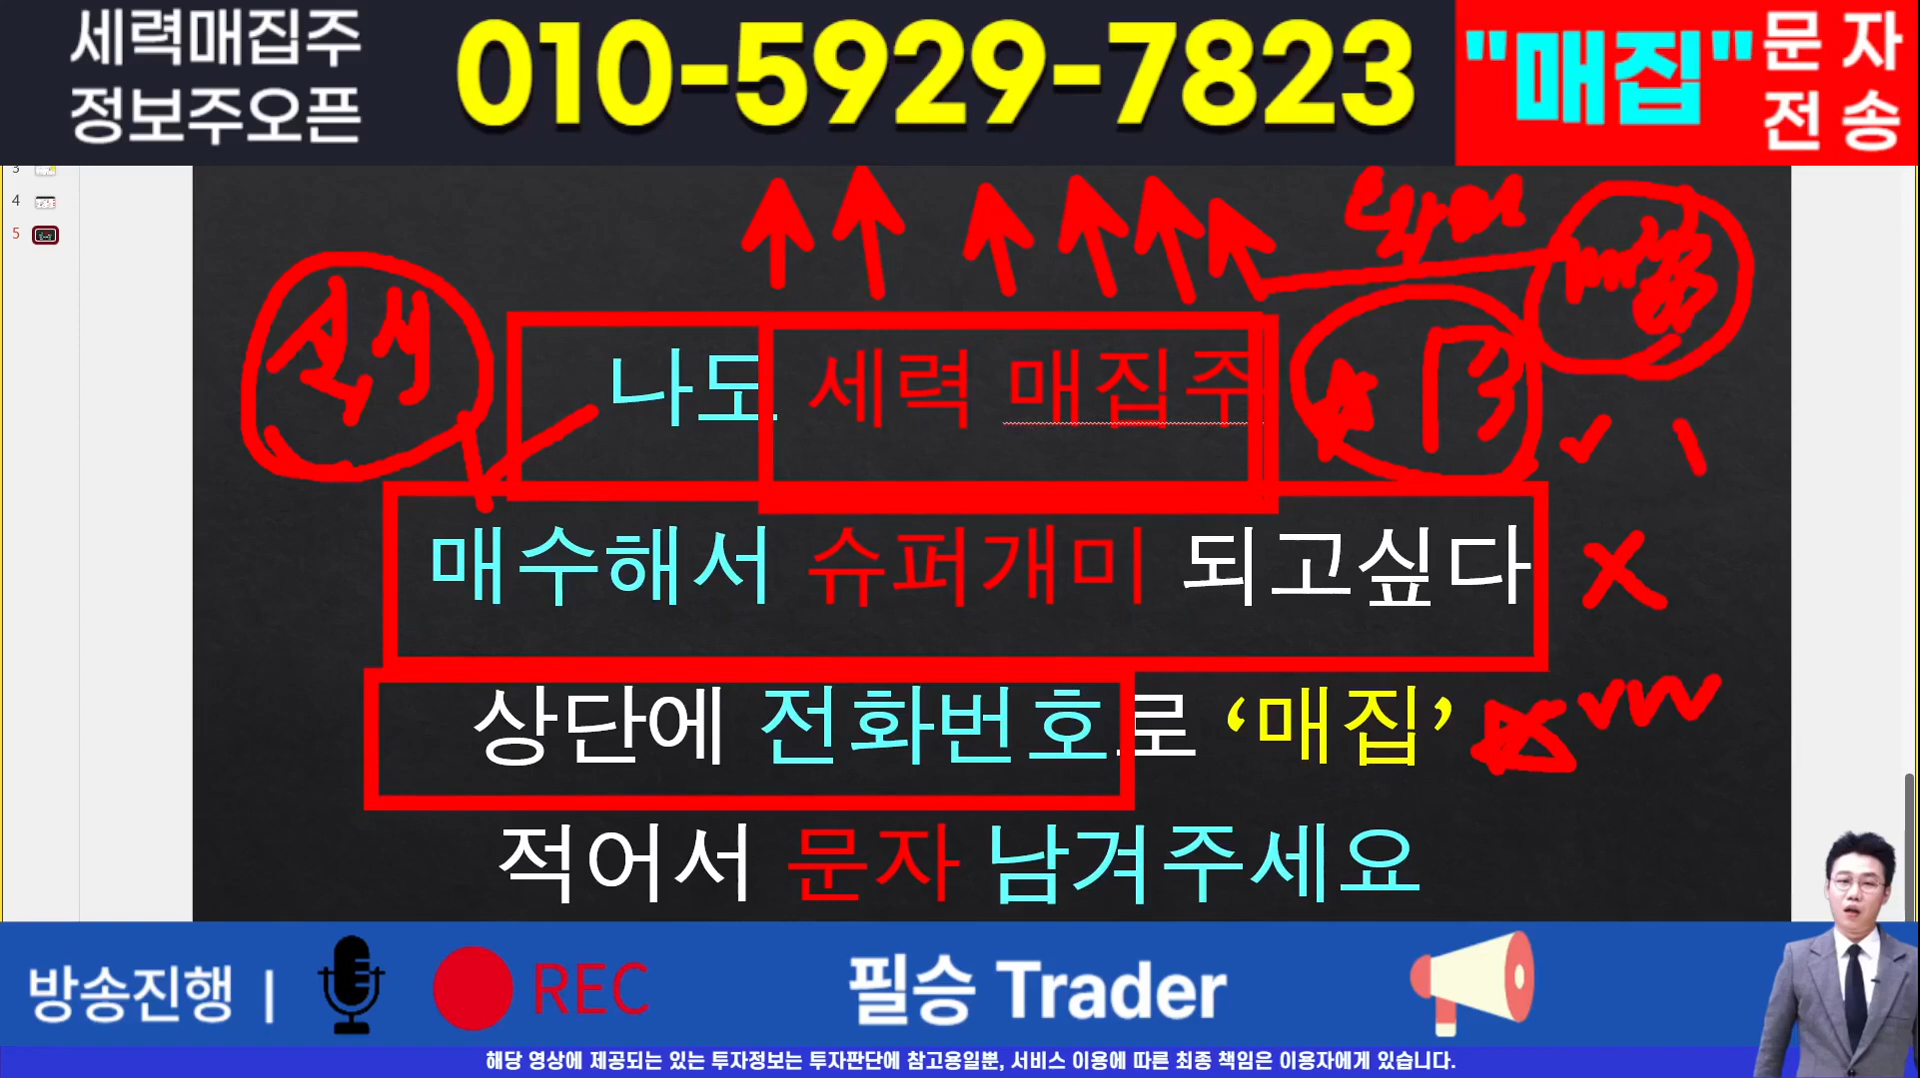 세력매집주
정보주오픈
010-5929-7823
"매집"
문자
전송
3
4
5
나도 세력 매집주
매수해서 슈퍼개미 되고싶다
상단에 전화번호로 ‘매집’
적어서 문자 남겨주세요
방송진행 |
REC
필승 Trader
해당 영상에 제공되는 있는 투자정보는 투자판단에 참고용일뿐, 서비스 이용에 따른 최종 책임은 이용자에게 있습니다.